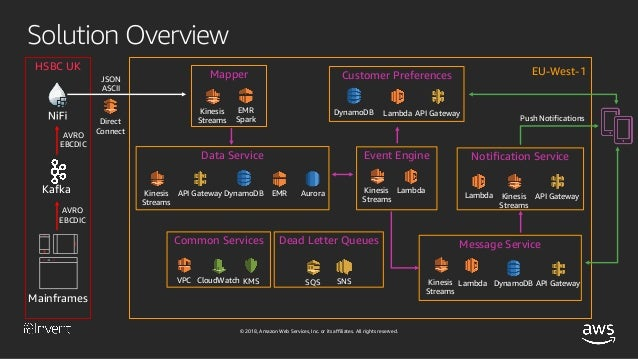 Solution Overview
HSBC UK
JSON
ASCII
NiFi
Direct
Connect
AVRO
EBCDIC
Kafka
AVRO
EBCDIC
Mainframes
EU-West-1
Mapper
Kinesis
Streams
EMR
Spark
Customer Preferences
DynamoDB
Lambda
API Gateway
Push Notifications
Data Service
Kinesis
Streams
API Gateway
DynamoDB
EMR
Aurora
Event Engine
Kinesis
Streams
Lambda
Notification Service
Lambda
Kinesis
Streams
API Gateway
Common Services
VPC
CloudWatch
KMS
Dead Letter Queues
SQS
SNS
Message Service
Kinesis
Streams
Lambda
DynamoDB
API Gateway
re:Invent
© 2018, Amazon Web Services, Inc. or its affiliates. All rights reserved.
aws